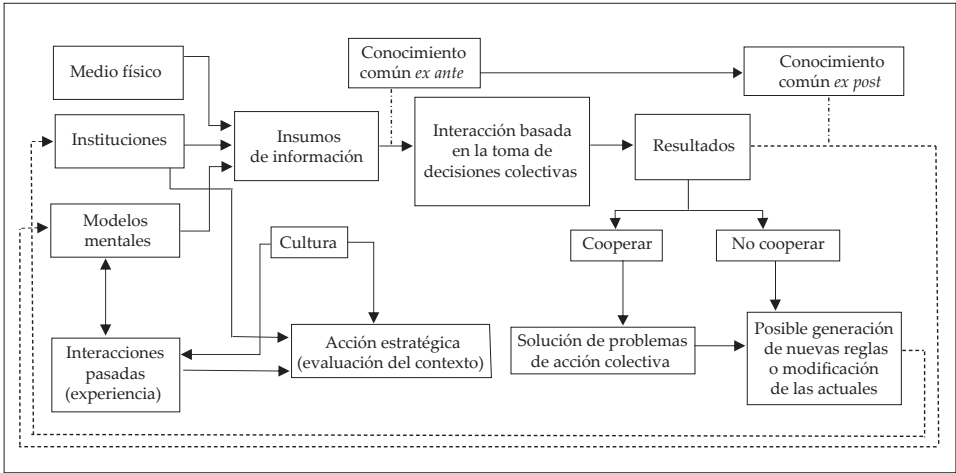 Medio físico
Conocimiento
común ex ante
Conocimiento
común ex post
Instituciones
Insumos
de información
Interacción basada
en la toma de
decisiones colectivas
Resultados
Modelos
mentales
Cultura
Cooperar
No cooperar
Interacciones
pasadas
(experiencia)
Acción estratégica
(evaluación del contexto)
Solución de problemas
de acción colectiva
Posible generación
de nuevas reglas
o modificación
de las actuales